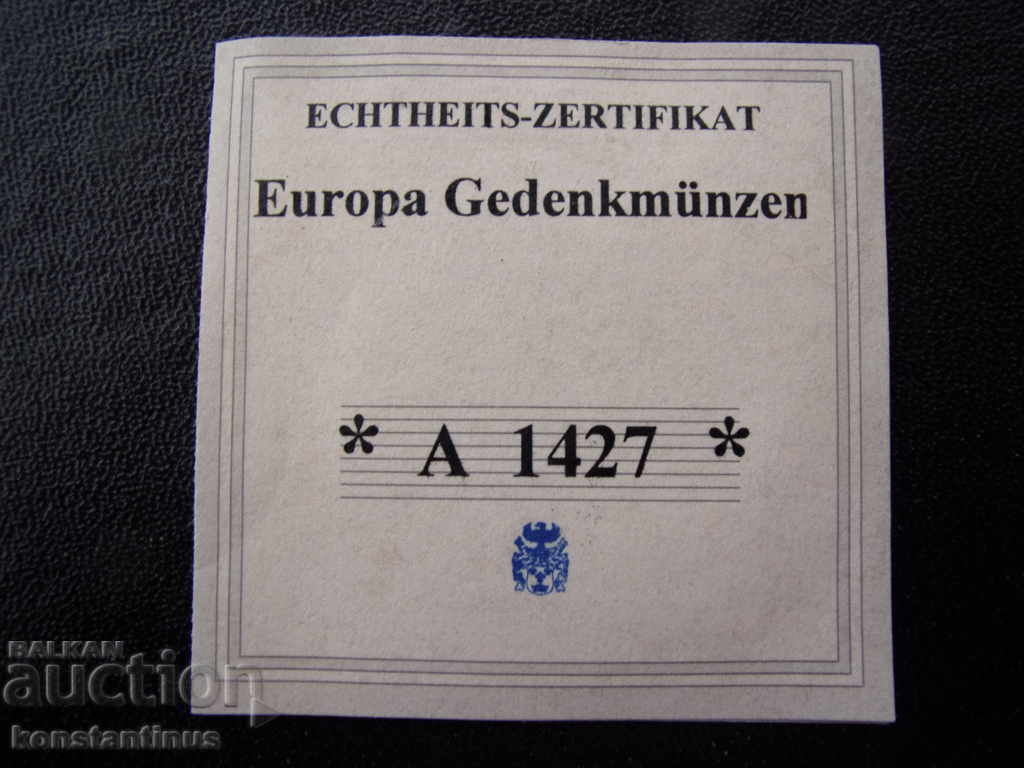 ECHTHEITS-ZERTIFIKAT
Europa Gedenkmünzen
* A 1427 *
BALKAN
auction
konstantinus